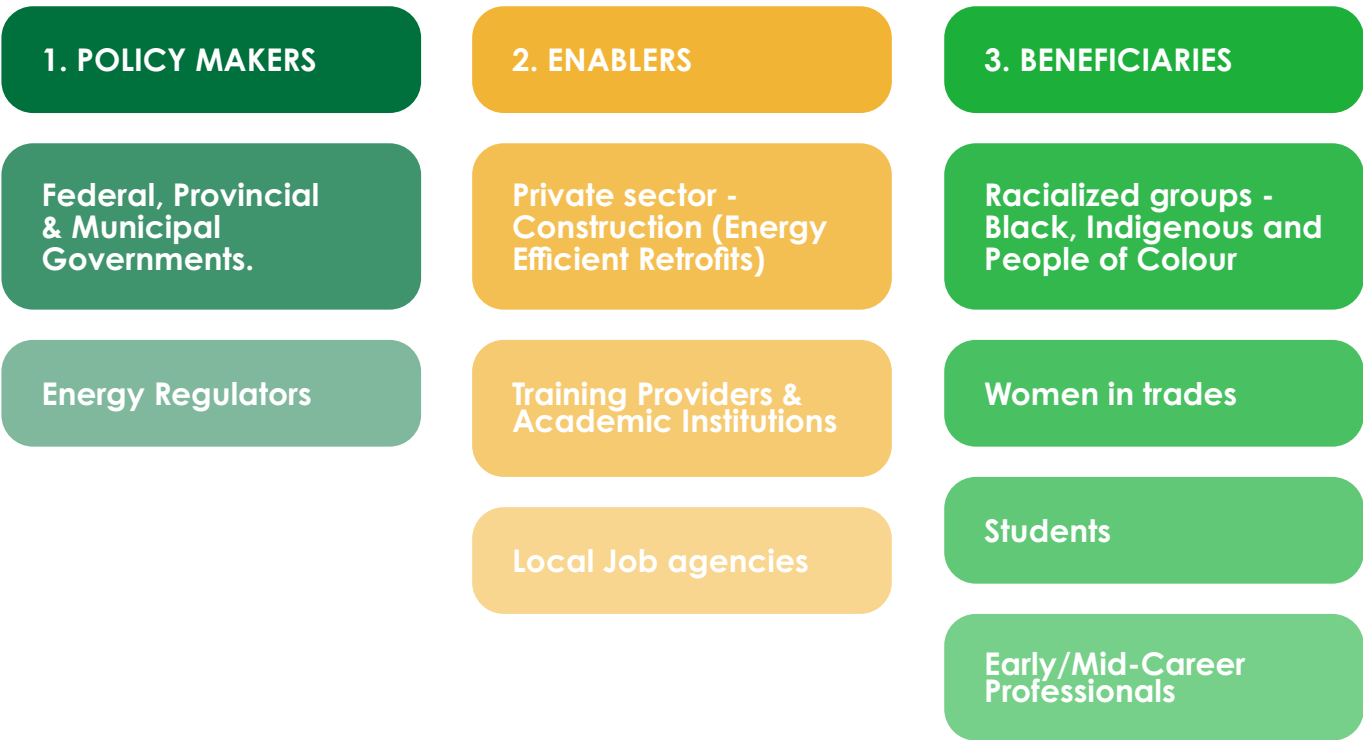 1. POLICY MAKERS
Federal, Provincial
& Municipal
Governments.
Energy Regulators
2. ENABLERS
Private sector -
Construction (Energy
Efficient Retrofits)
Training Providers &
Academic Institutions
Local Job agencies
3. BENEFICIARIES
Racialized groups -
Black, Indigenous and
People of Colour
Women in trades
Students
Early/Mid-Career
Professionals